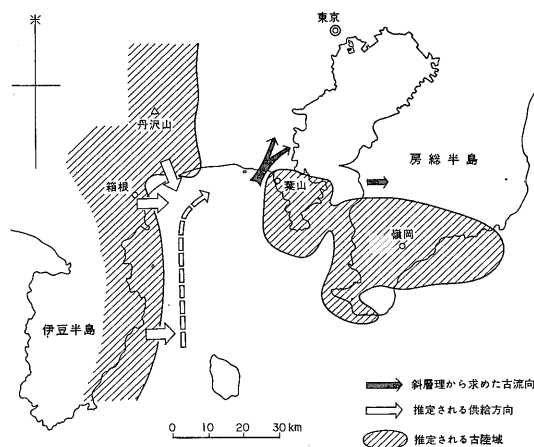 東京
丹沢山
箱根
葉山
房総半島
嶺岡
伊豆半島
斜層理から求めた古流向
推定される供給方向
推定される古陸域
0 10 20 30 km